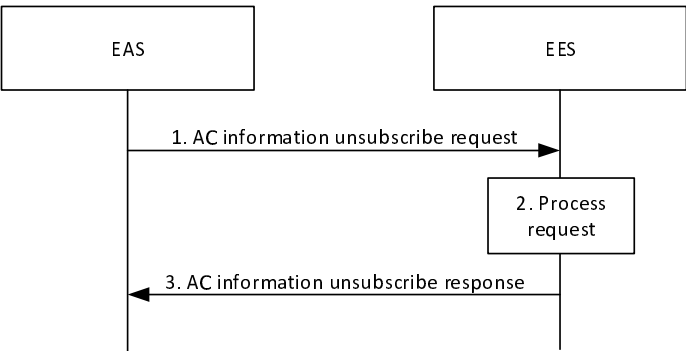 EAS
EES
1. AC information unsubscribe request
2. Process
request
3. AC information unsubscribe response